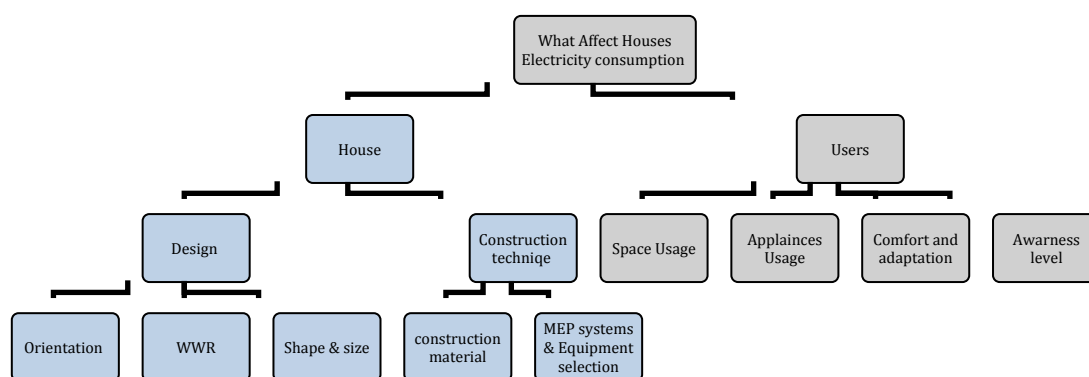 What Affect Houses
Electricity consumption
House
Users
Design
Construction
techniqe
Space Usage
Applainces
Usage
Comfort and
adaptation
Awarness
level
Orientation
WWR
Shape & size
construction
material
MEP systems
& Equipment
selection